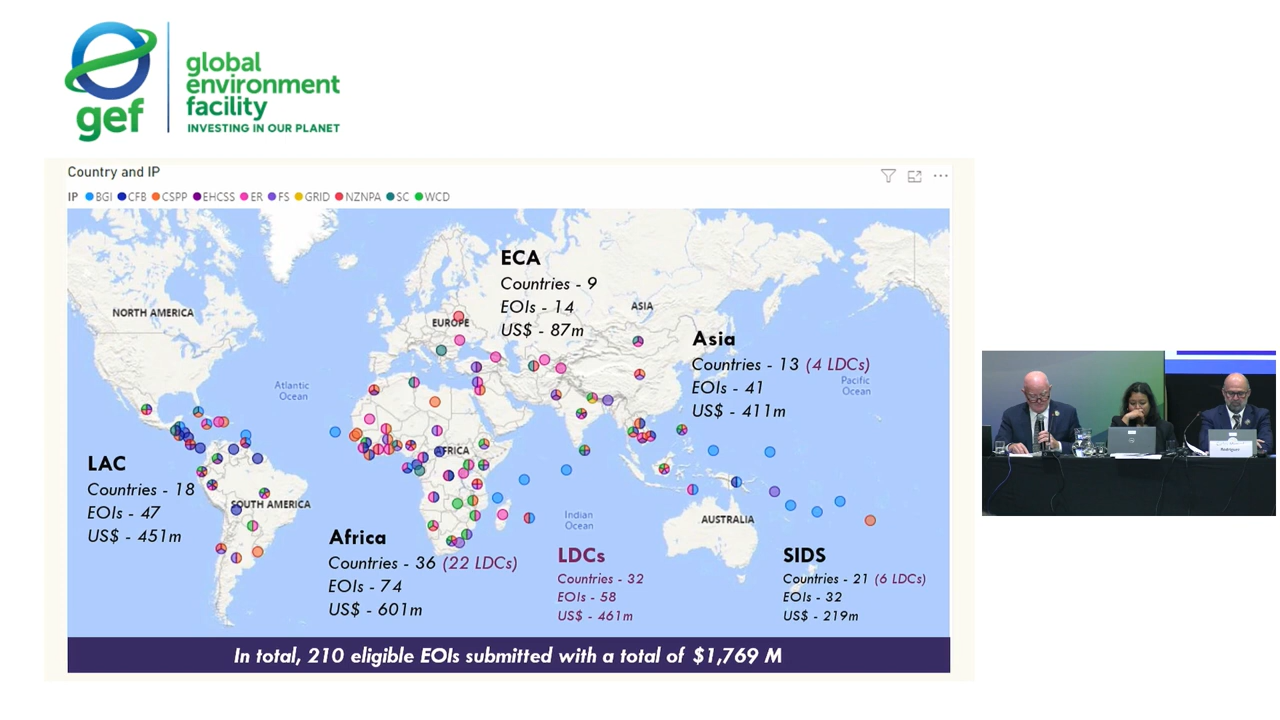 gef
global
environment
facility
INVESTING IN OUR PLANET
Country and IP
IP BGI CFB CSPP EHCSS ER FS GRID NZNPA SC WCD
NORTH AMERICA
EUROPE
ASIA
Atlantic
Ocean
Pacific
Ocean
AFRICA
SOUTH AMERICA
Indian
Ocean
AUSTRALIA
ECA
Countries - 9
EOIs - 14
US$ - 87m
Asia
Countries - 13 (4 LDCs)
EOIs - 41
US$ - 411m
LAC
Countries - 18
EOIs - 47
US$ - 451m
Africa
Countries - 36 (22 LDCs)
EOIs - 74
US$ - 601m
LDCs
Countries - 32
EOIs - 58
US$ - 461m
SIDS
Countries - 21 (6 LDCs)
EOIs - 32
US$ - 219m
In total, 210 eligible EOIs submitted with a total of $1,769 M
Rodriguez